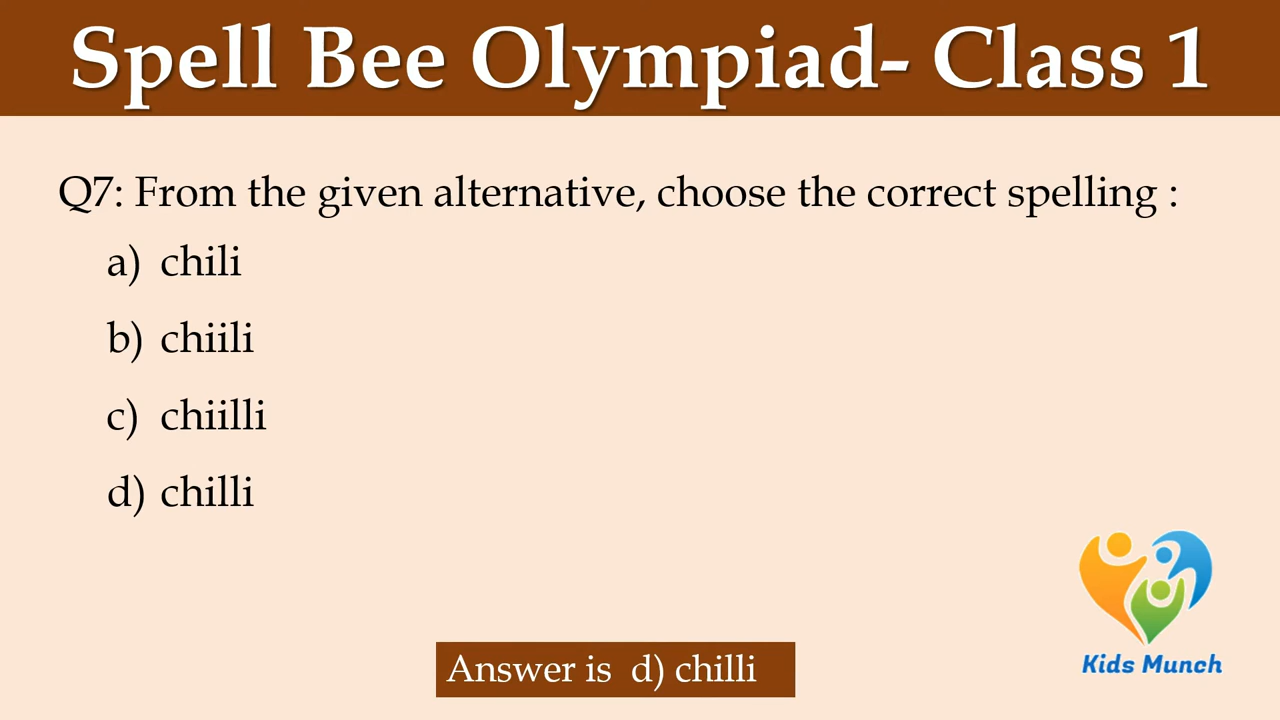 Spell Bee Olympiad- Class 1
Q7: From the given alternative, choose the correct spelling :
a) chili
b) chiili
c) chiilli
d) chilli
Answer is d) chilli
Kids Munch